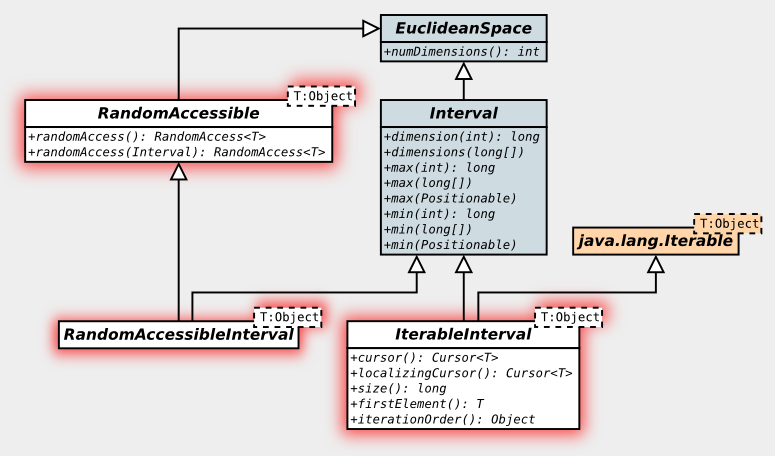 EuclideanSpace
+numDimensions(): int
T:Object
RandomAccessible
+randomAccess(): RandomAccess<T>
+randomAccess(Interval): RandomAccess<T>
Interval
+dimension(int): long
+dimensions(long[])
+max(int): long
+max(long[])
+max(Positionable)
+min(int): long
+min(long[])
+min(Positionable)
T:Object
java.lang.Iterable
T:Object
RandomAccessibleInterval
T:Object
IterableInterval
+cursor(): Cursor<T>
+localizingCursor(): Cursor<T>
+size(): long
+firstElement(): T
+iterationOrder(): Object